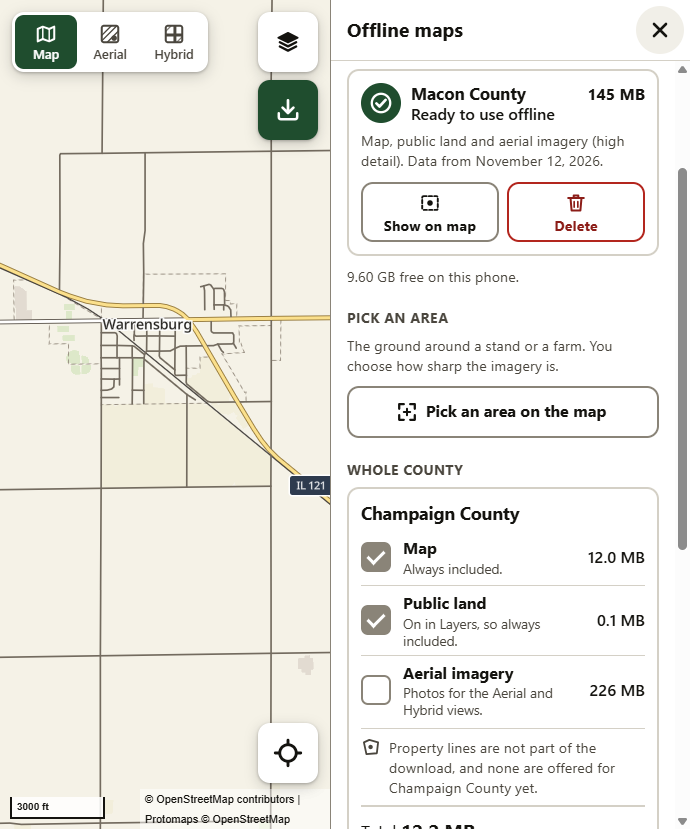 Map
Aerial
Hybrid
Warrensburg
IL 121
3000 ft
© OpenStreetMap contributors |
Protomaps © OpenStreetMap
Offline maps
Macon County
145 MB
Ready to use offline
Map, public land and aerial imagery (high
detail). Data from November 12, 2026.
Show on map
Delete
9.60 GB free on this phone.
PICK AN AREA
The ground around a stand or a farm. You
choose how sharp the imagery is.
Pick an area on the map
WHOLE COUNTY
Champaign County
Map
12.0 MB
Always included.
Public land
0.1 MB
On in Layers, so always
included.
Aerial imagery
226 MB
Photos for the Aerial and
Hybrid views.
Property lines are not part of the
download, and none are offered for
Champaign County yet.